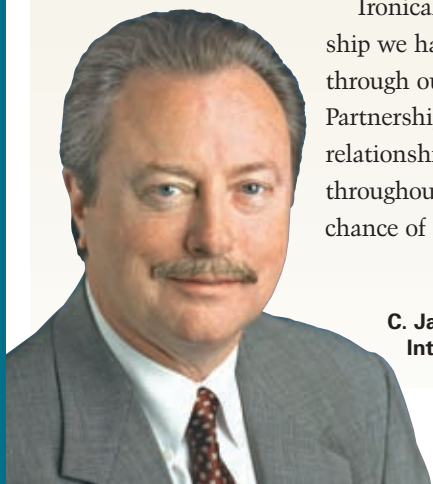 Ironica
ship we ha
through ou
Partnershi
relationshi
throughou
chance of
C. Ja
Int